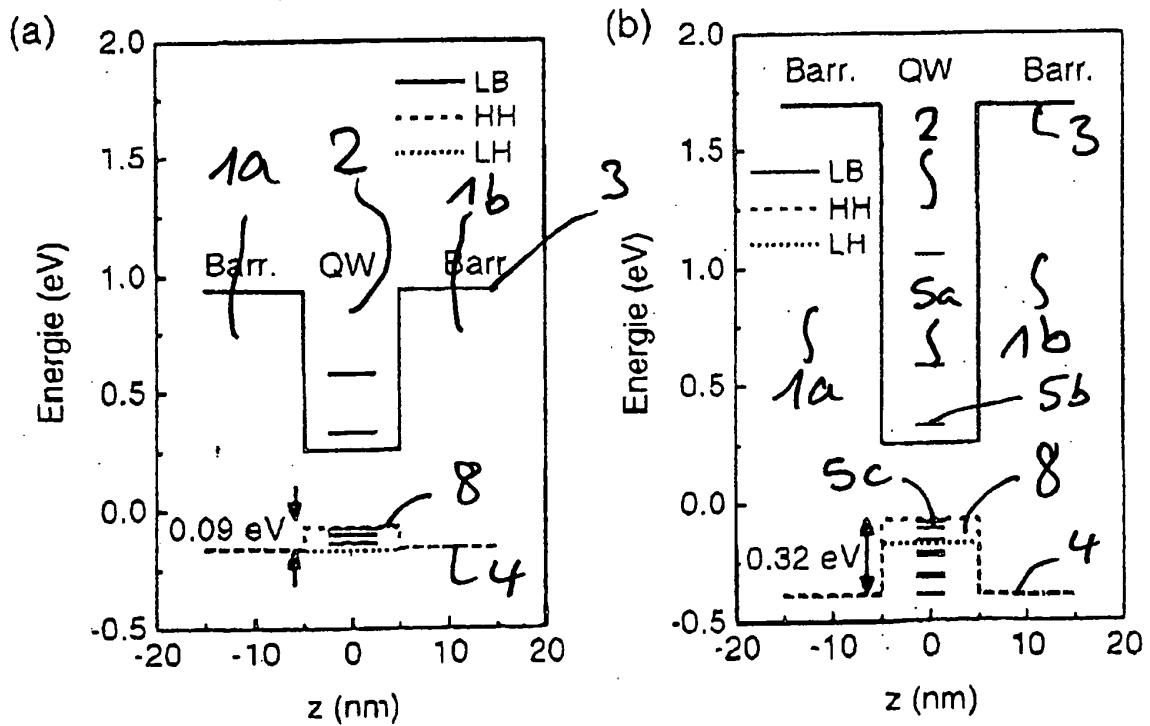 (a)
2.0
1.5
1.0
0.5
0.0
-0.5
Energie (eV)
LB
HH
LH
1a
2
1b
3
Barr. QW Barr.
8
0.09 eV
4
-20 -10 0 10 20
z (nm)
(b)
2.0
1.5
1.0
0.5
0.0
-0.5
Energie (eV)
Barr. QW Barr.
2
3
LB
HH
LH
5a
1a
1b
5b
5c
8
0.32 eV
4
-20 -10 0 10 20
z (nm)